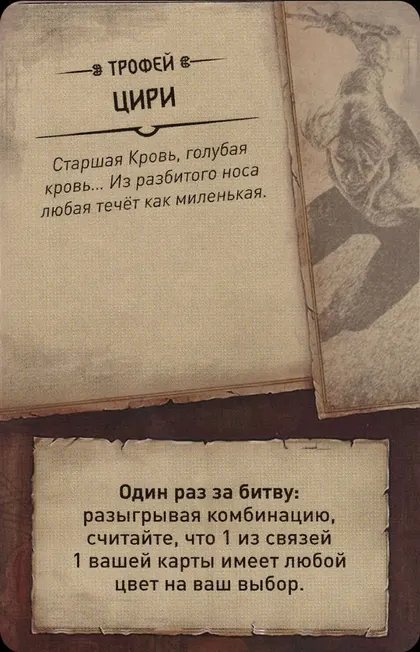 ТРОФЕЙ
ЦИРИ
Старшая Кровь, голубая
кровь... Из разбитого носа
любая течёт как миленькая.
Один раз за битву:
разыгрывая комбинацию,
считайте, что 1 из связей
1 вашей карты имеет любой
цвет на ваш выбор.